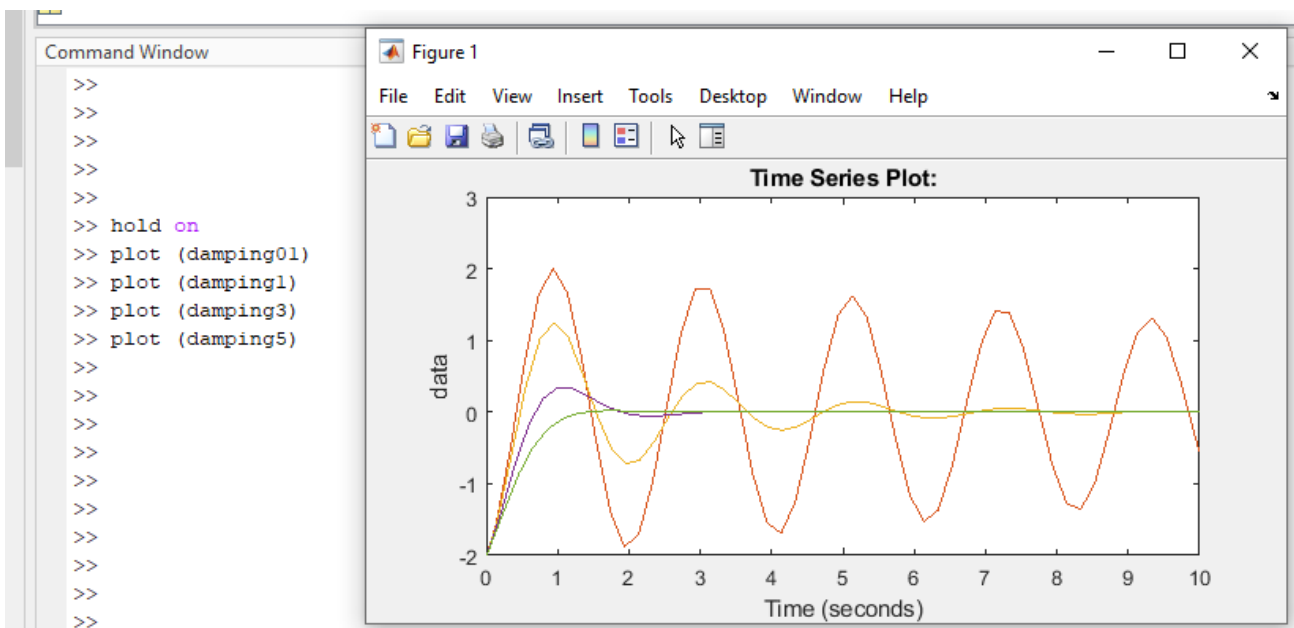 Command Window
>>
>>
>>
>>
>>
>> hold on
>> plot (damping01)
>> plot (damping1)
>> plot (damping3)
>> plot (damping5)
>>
>>
>>
>>
>>
>>
>>
>>
>>
>>
Figure 1
File Edit View Insert Tools Desktop Window Help
Time Series Plot:
3
2
1
0
-1
-2
data
0 1 2 3 4 5 6 7 8 9 10
Time (seconds)